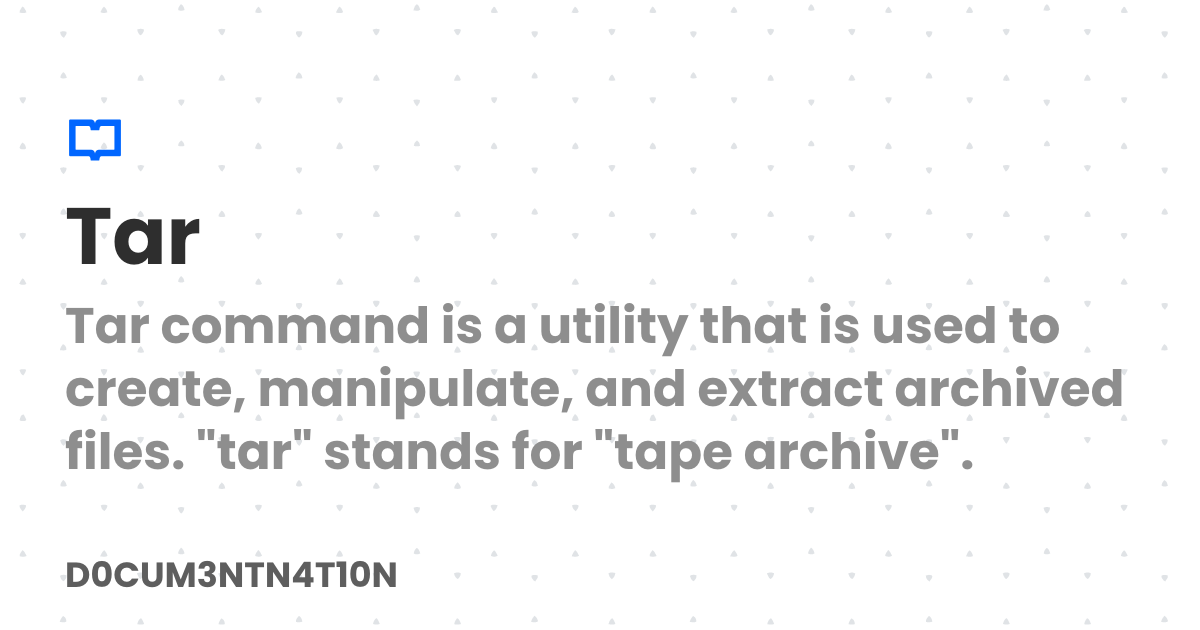 Tar
Tar command is a utility that is used to
create, manipulate, and extract archived
files. "tar" stands for "tape archive".
D0CUM3NTN4T10N